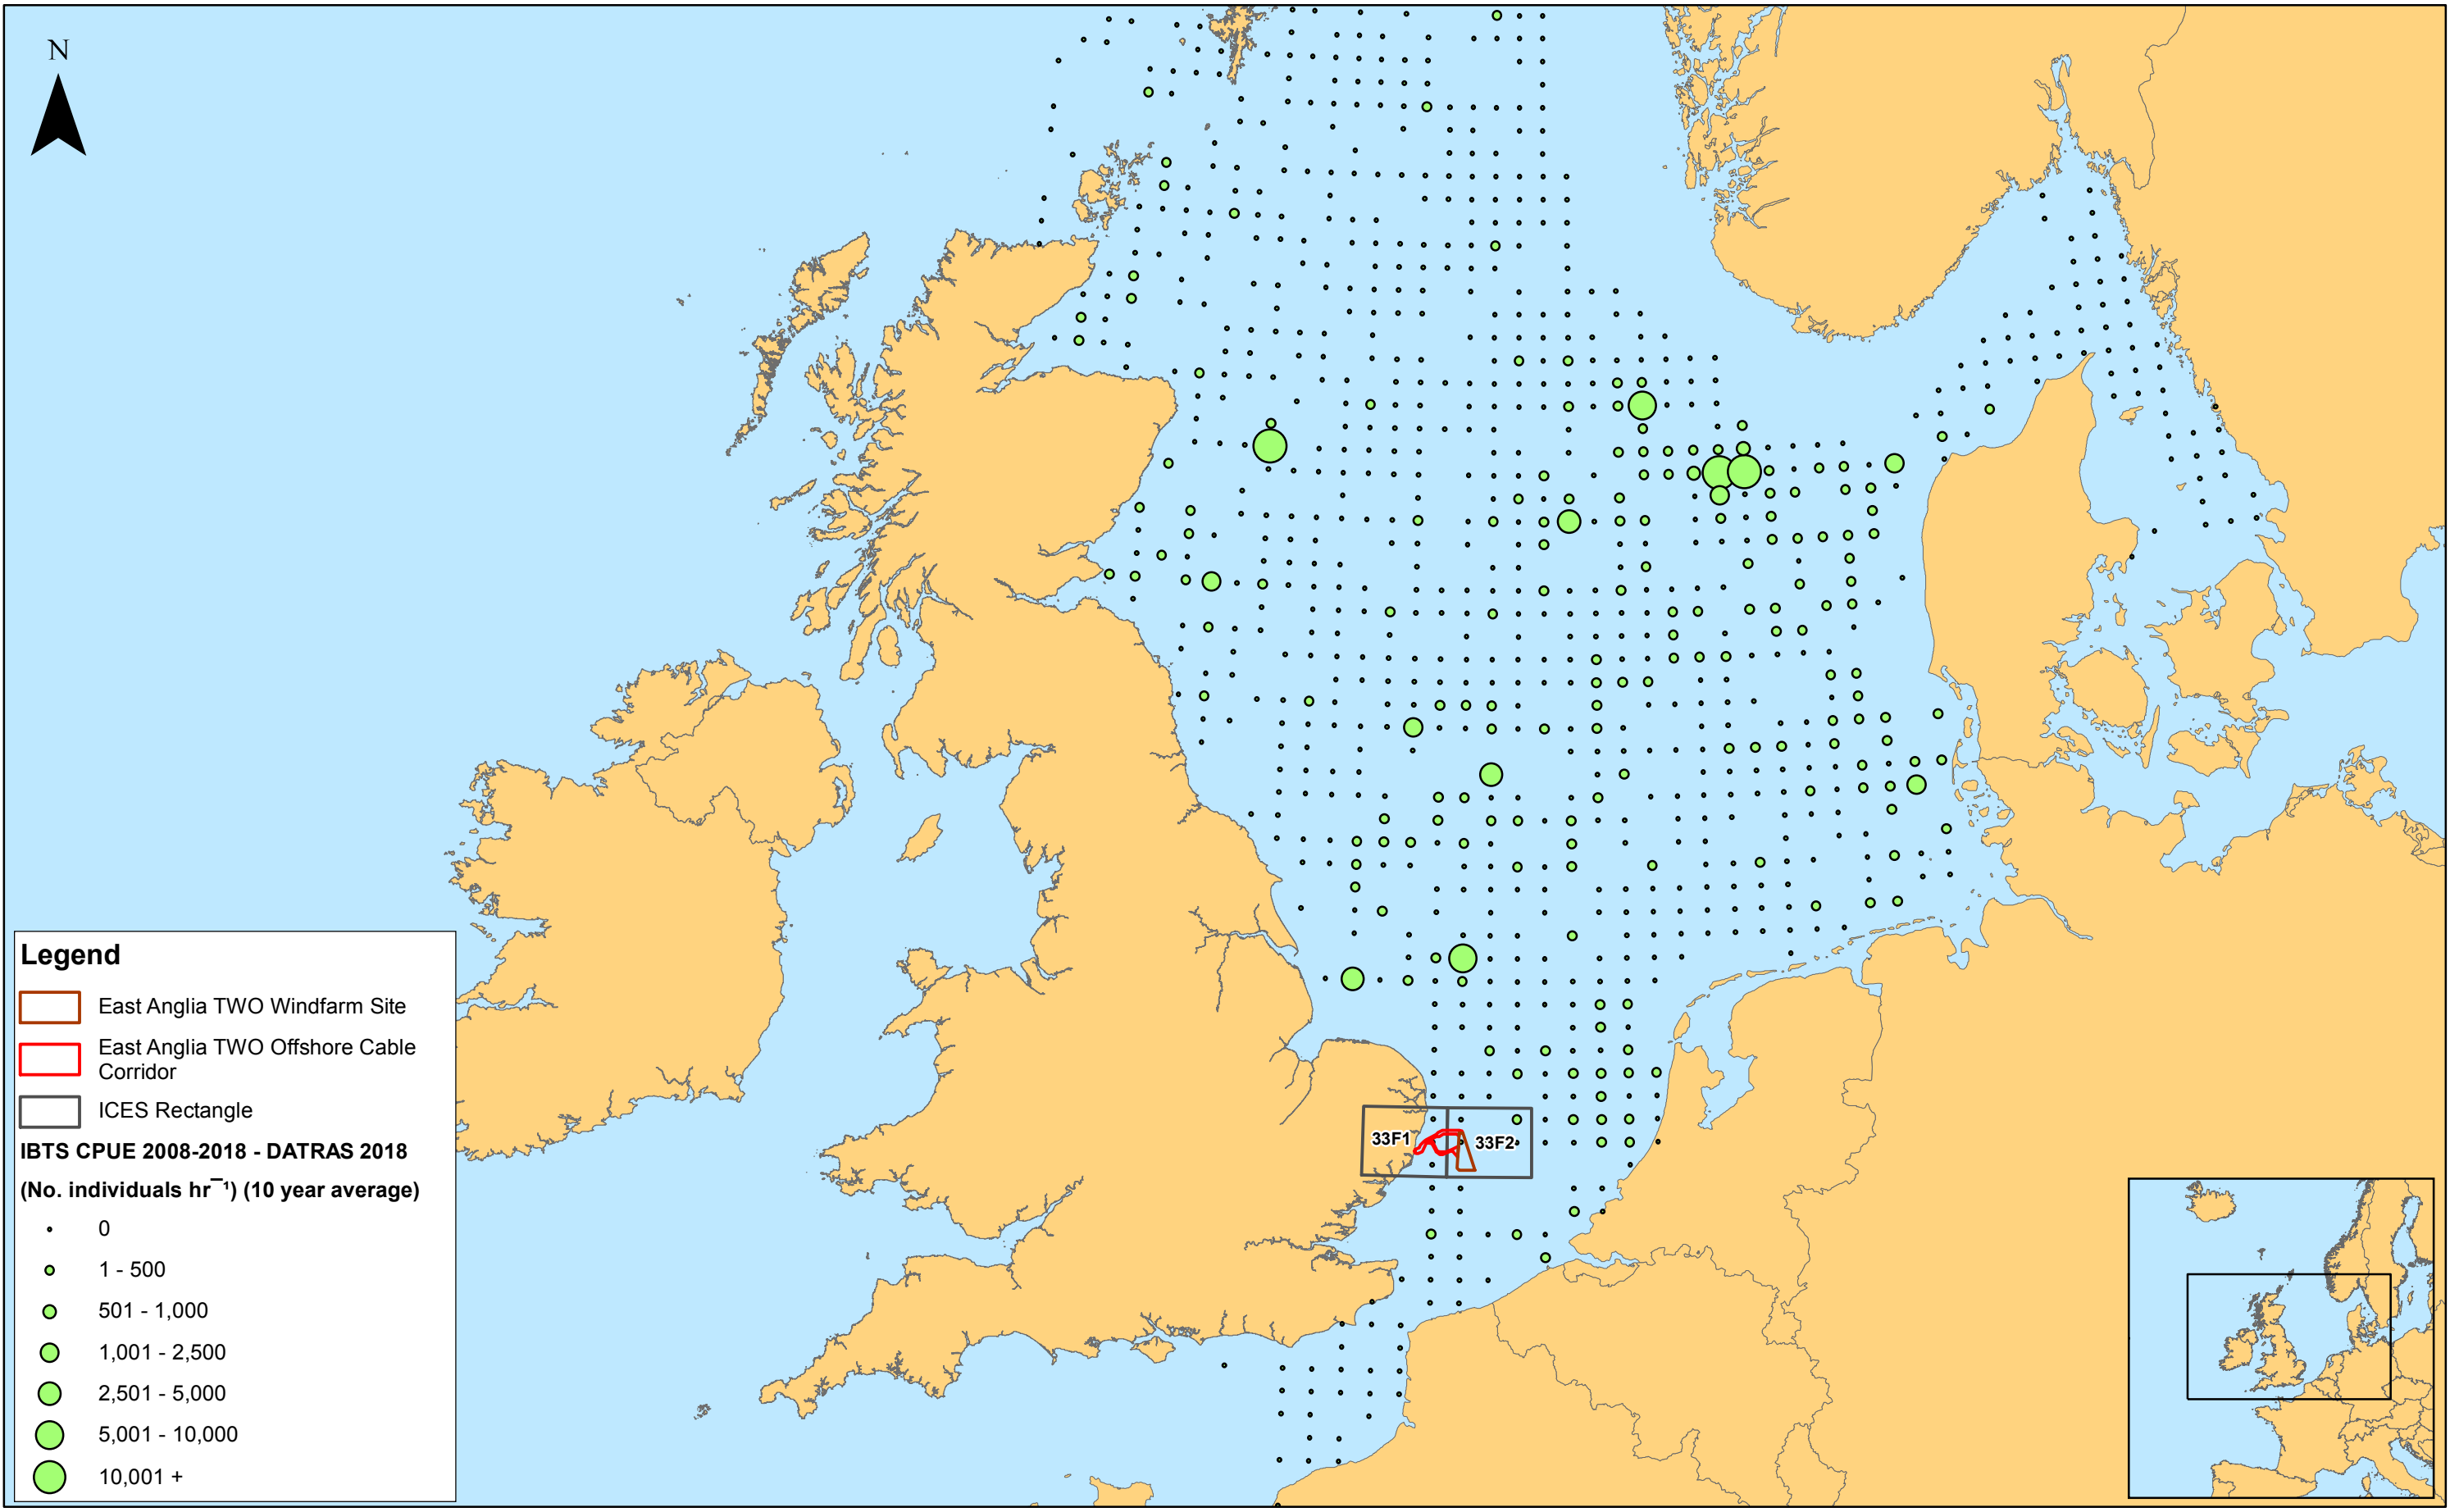 N
33F1
33F2
Legend
East Anglia TWO Windfarm Site
East Anglia TWO Offshore Cable
Corridor
ICES Rectangle
IBTS CPUE 2008-2018 - DATRAS 2018
(No. individuals hr¯¹) (10 year average)
0
1 - 500
501 - 1,000
1,001 - 2,500
2,501 - 5,000
5,001 - 10,000
10,001 +